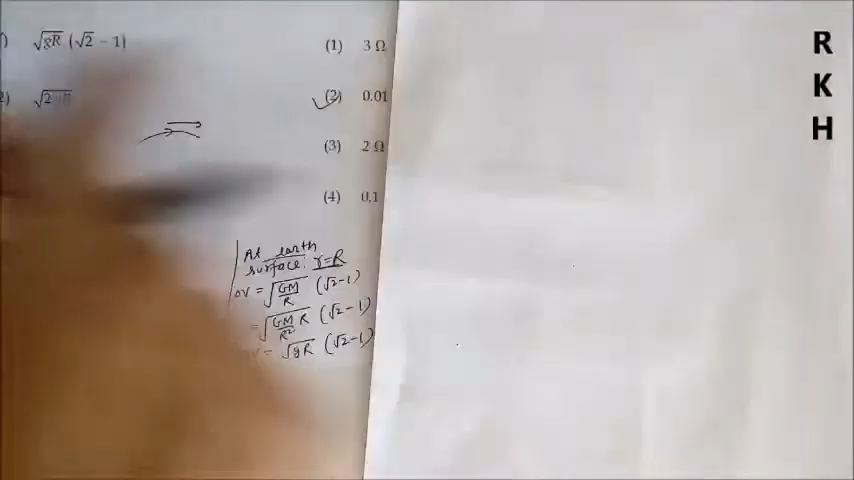 √gR (√2 − 1)
(1) 3 Ω
(2) 0.01
(3) 2 Ω
(4) 0.1
At earth
surface: r=R
ΔV = √(GM/R) (√2−1)
= √(GM/R² R) (√2−1)
= √gR (√2−1)
R
K
H